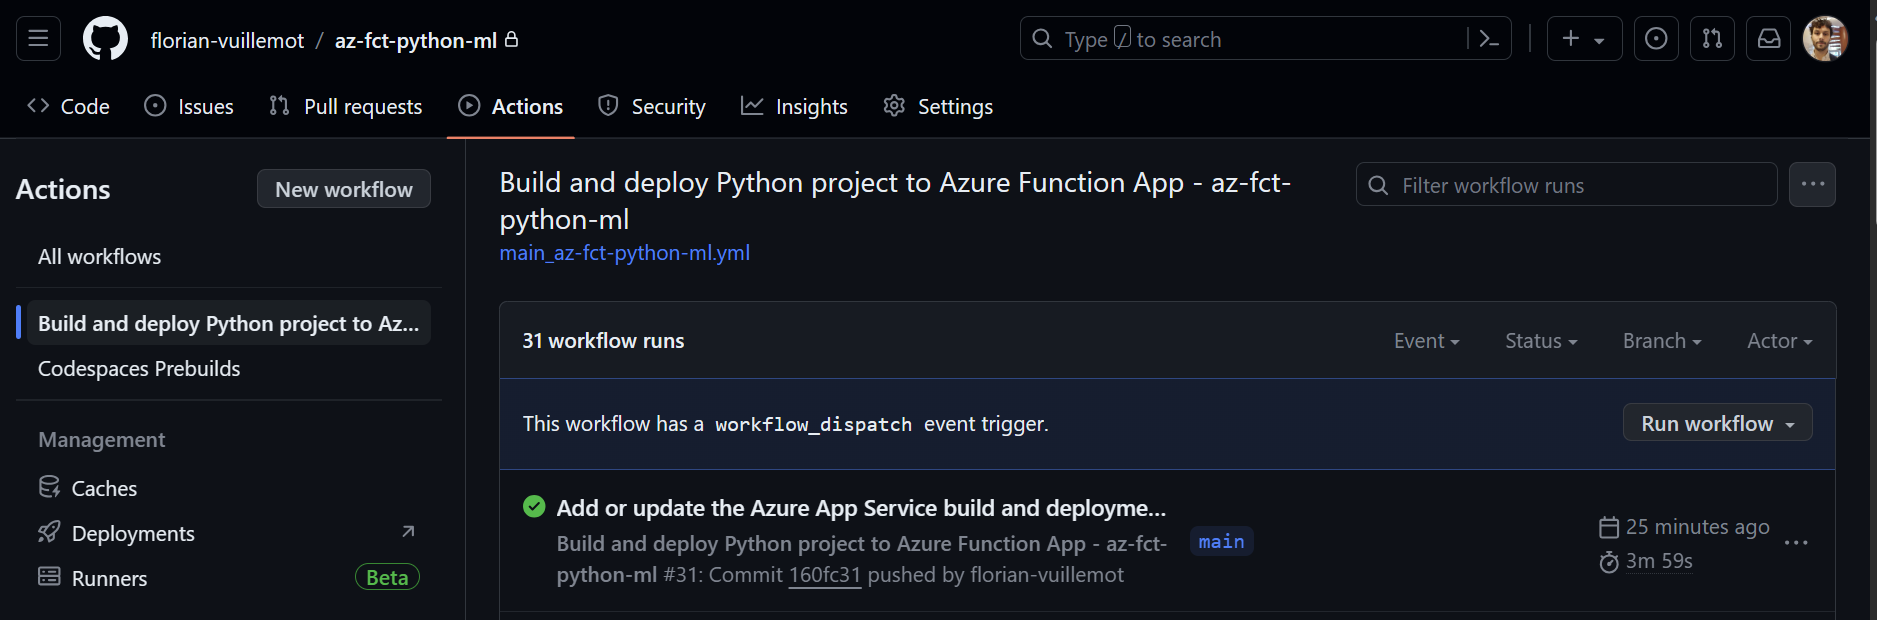 florian-vuillemot / az-fct-python-ml
Type / to search
Code Issues Pull requests Actions Security Insights Settings
Actions
New workflow
All workflows
Build and deploy Python project to Az...
Codespaces Prebuilds
Management
Caches
Deployments
Runners Beta
Build and deploy Python project to Azure Function App - az-fct-
python-ml
main_az-fct-python-ml.yml
Filter workflow runs
31 workflow runs
Event Status Branch Actor
This workflow has a workflow_dispatch event trigger.
Run workflow
Add or update the Azure App Service build and deployme...
Build and deploy Python project to Azure Function App - az-fct-
python-ml #31: Commit 160fc31 pushed by florian-vuillemot
main
25 minutes ago
3m 59s